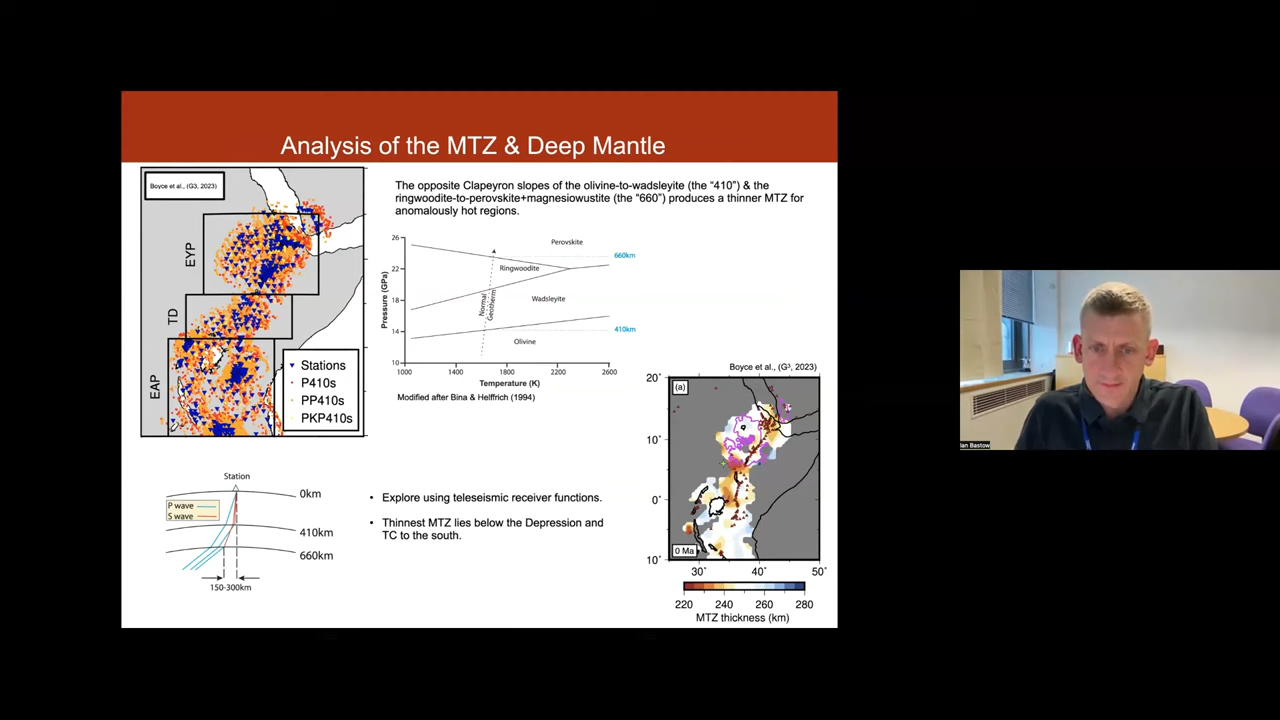 Analysis of the MTZ & Deep Mantle
Boyce et al., (G3, 2023)
EYP
TD
EAP
Stations
P410s
PP410s
PKP410s
The opposite Clapeyron slopes of the olivine-to-wadsleyite (the “410”) & the
ringwoodite-to-perovskite+magnesiowustite (the “660”) produces a thinner MTZ for
anomalously hot regions.
26
22
18
14
10
Pressure (GPa)
Perovskite
660km
Ringwoodite
Normal
Geotherm
Wadsleyite
410km
Olivine
1000
1400
1800
2200
2600
Temperature (K)
Modified after Bina & Helffrich (1994)
Station
P wave
S wave
0km
410km
660km
150-300km
• Explore using teleseismic receiver functions.
• Thinnest MTZ lies below the Depression and
TC to the south.
Boyce et al., (G³, 2023)
(a)
20°
10°
0°
10°
0 Ma
30°
40°
50°
220
240
260
280
MTZ thickness (km)
Ian Bastow